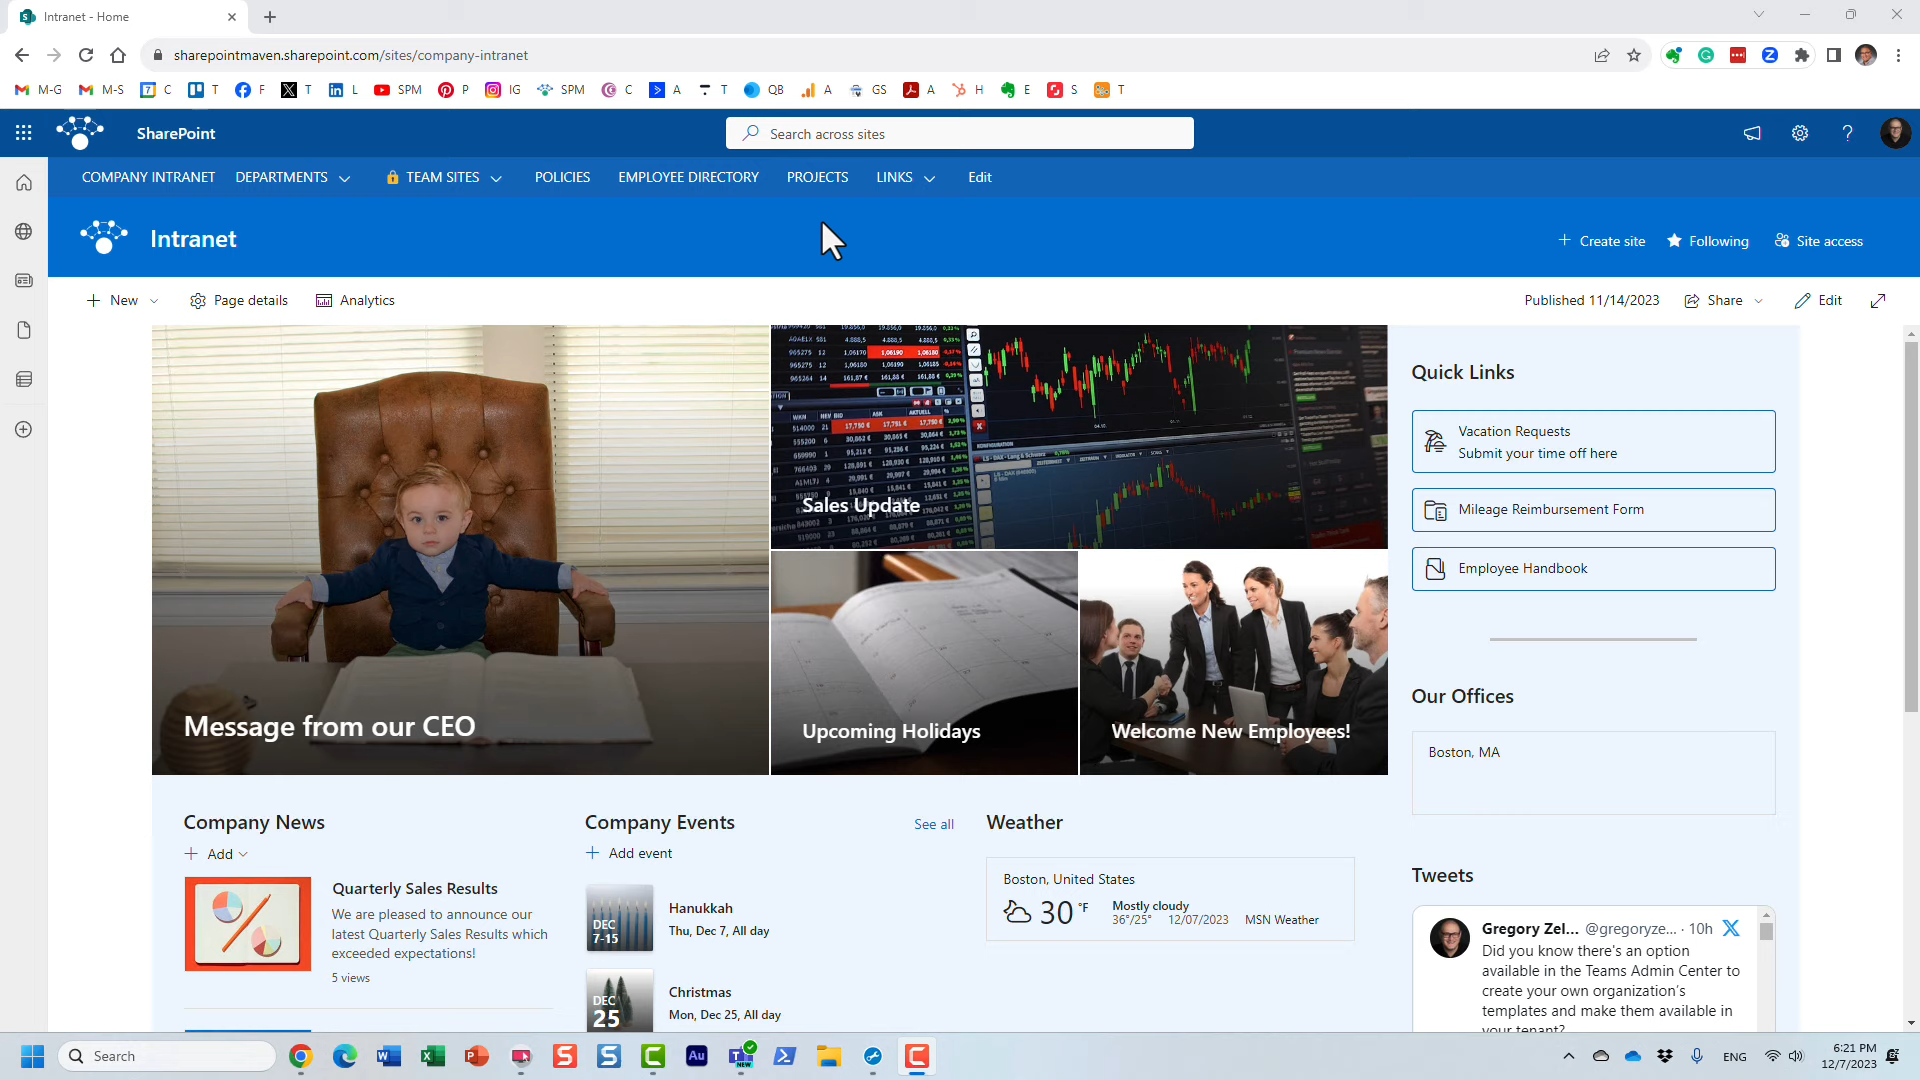 Intranet - Home
sharepointmaven.sharepoint.com/sites/company-intranet
M-G M-S C T F T L SPM P IG SPM C A T QB A GS A H E S T
SharePoint
Search across sites
COMPANY INTRANET DEPARTMENTS TEAM SITES POLICIES EMPLOYEE DIRECTORY PROJECTS LINKS Edit
Intranet
Create site Following Site access
New Page details Analytics
Published 11/14/2023 Share Edit
Message from our CEO
Sales Update
Upcoming Holidays
Welcome New Employees!
Quick Links
Vacation Requests
Submit your time off here
Mileage Reimbursement Form
Employee Handbook
Our Offices
Boston, MA
Company News
Add
Quarterly Sales Results
We are pleased to announce our
latest Quarterly Sales Results which
exceeded expectations!
5 views
Company Events
See all
Add event
DEC
7-15
Hanukkah
Thu, Dec 7, All day
DEC
25
Christmas
Mon, Dec 25, All day
Weather
Boston, United States
30 °F
Mostly cloudy
36°/25° 12/07/2023 MSN Weather
Tweets
Gregory Zel... @gregoryze... · 10h
Did you know there's an option
available in the Teams Admin Center to
create your own organization's
templates and make them available in
your tenant?
Search
NEW
ENG
6:21 PM
12/7/2023